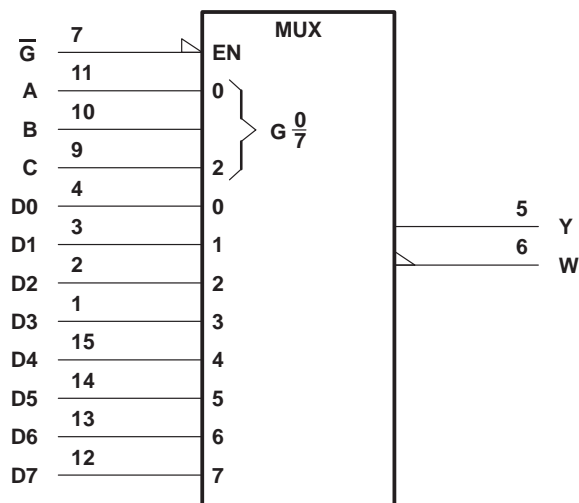 MUX
G̅ 7 EN
A 11 0
B 10
C 9 2
G 0/7
D0 4 0
D1 3 1
D2 2 2
D3 1 3
D4 15 4
D5 14 5
D6 13 6
D7 12 7
5 Y
6 W